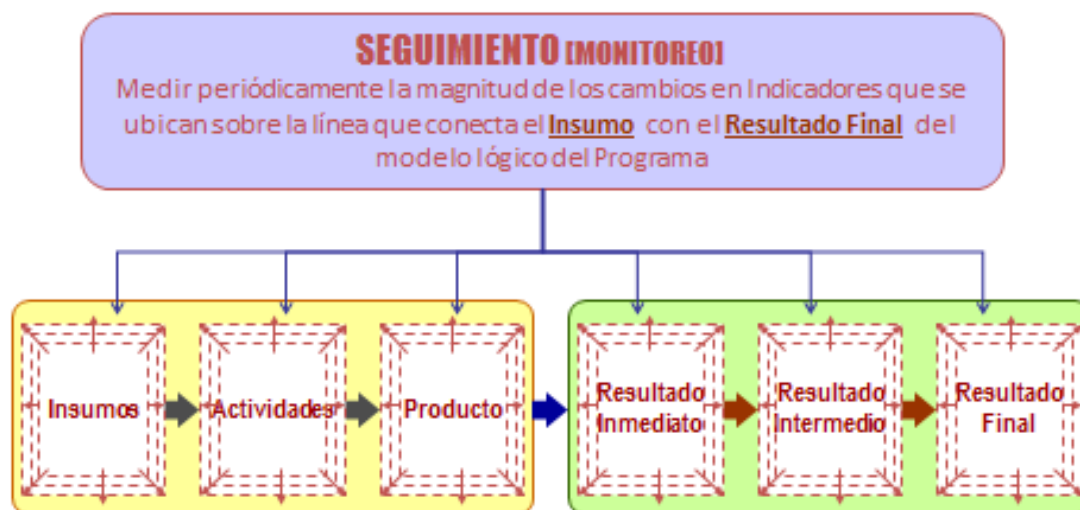 SEGUIMIENTO [MONITOREO]
Medir periódicamente la magnitud de los cambios en Indicadores que se
ubican sobre la línea que conecta el Insumo con el Resultado Final del
modelo lógico del Programa
Insumos
Actividades
Producto
Resultado
Inmediato
Resultado
Intermedio
Resultado
Final